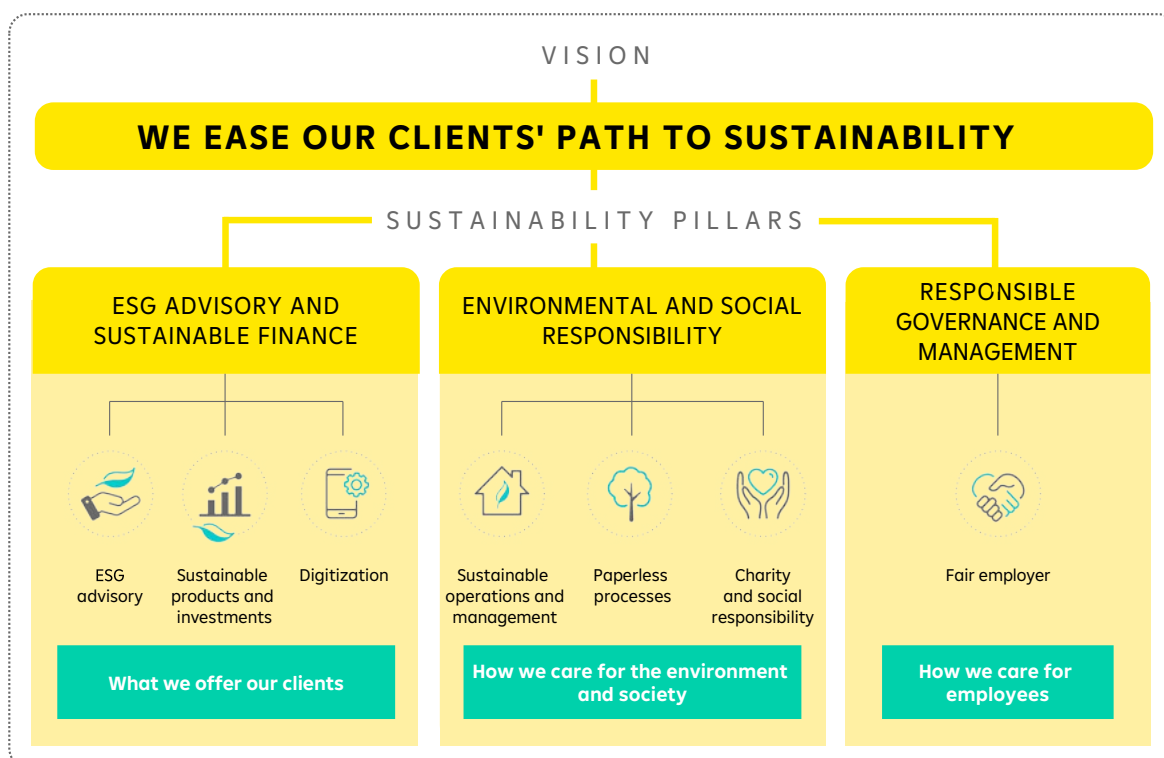 VISION
WE EASE OUR CLIENTS' PATH TO SUSTAINABILITY
SUSTAINABILITY PILLARS
ESG ADVISORY AND
SUSTAINABLE FINANCE
ESG
advisory
Sustainable
products and
investments
Digitization
What we offer our clients
ENVIRONMENTAL AND SOCIAL
RESPONSIBILITY
Sustainable
operations and
management
Paperless
processes
Charity
and social
responsibility
How we care for the environment
and society
RESPONSIBLE
GOVERNANCE AND
MANAGEMENT
Fair employer
How we care for
employees